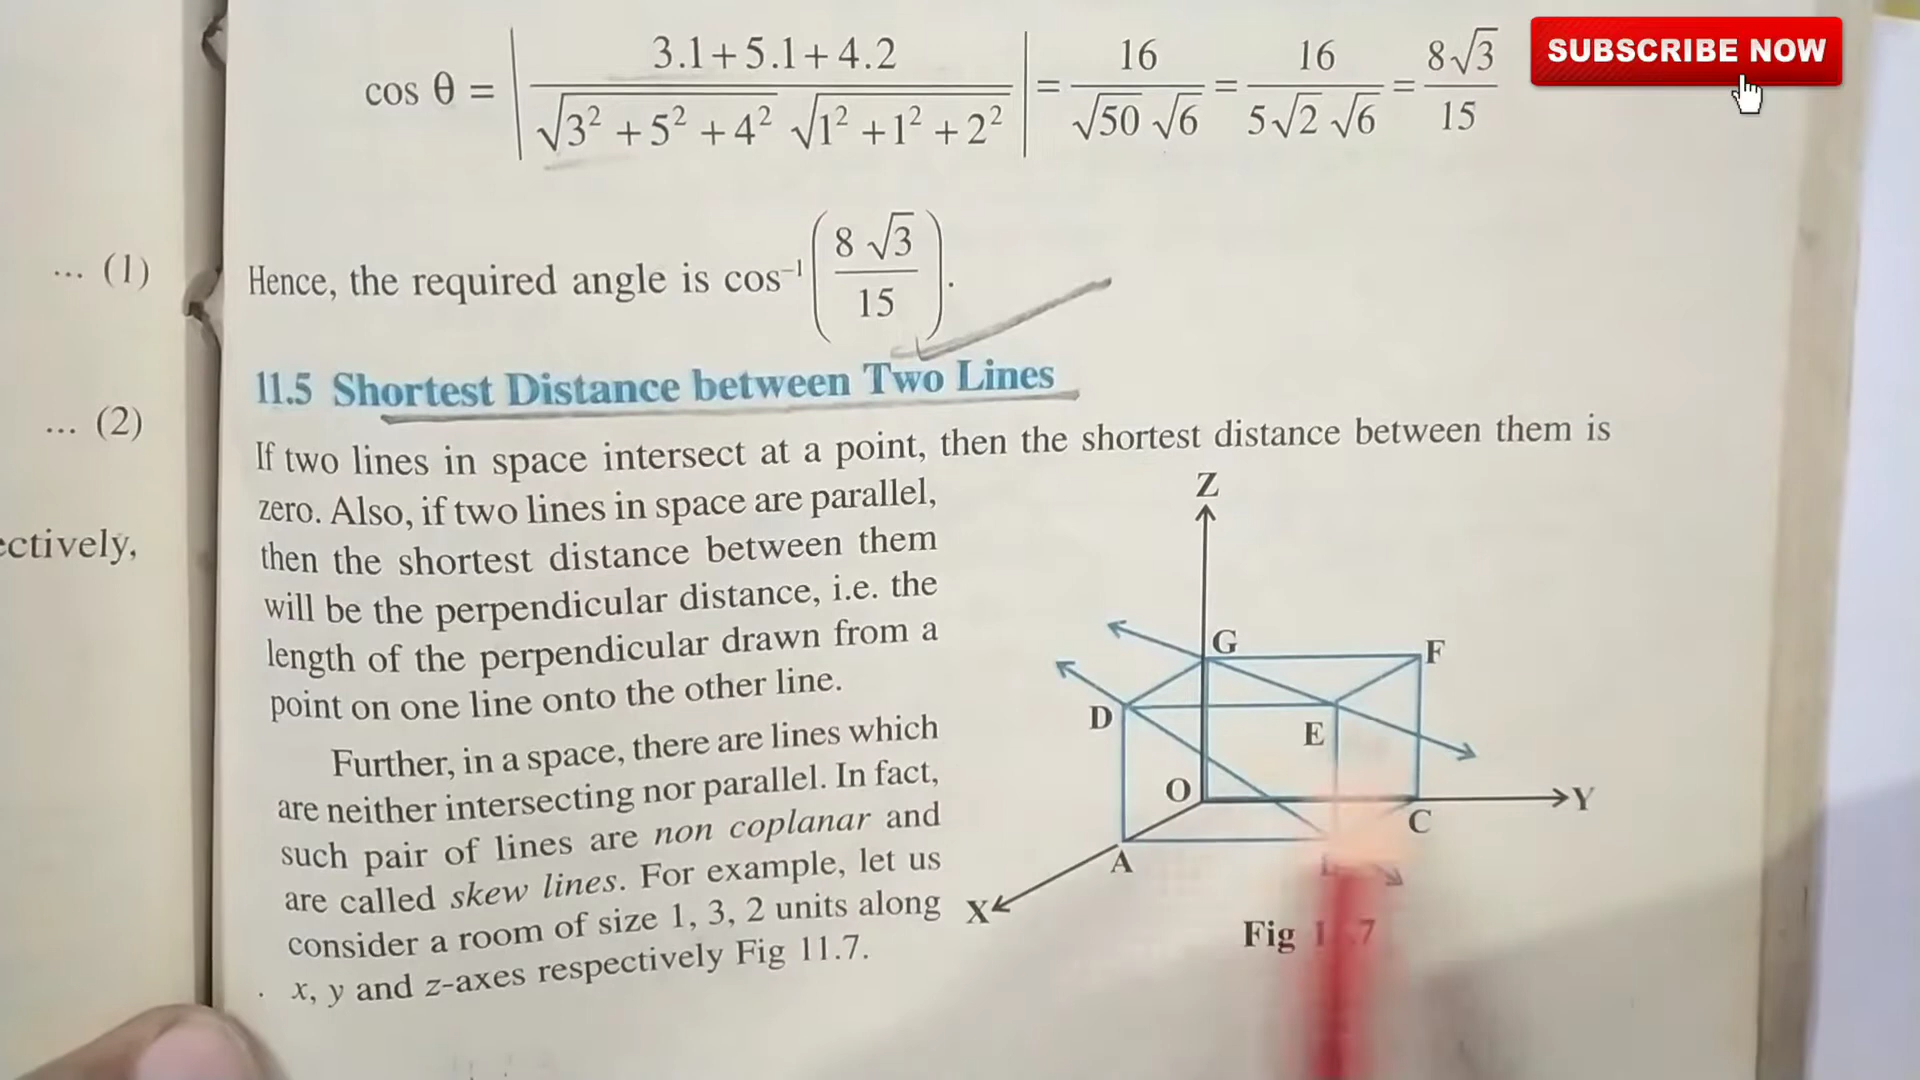 SUBSCRIBE NOW
cos θ = | 3.1+5.1+4.2 / √3² +5² +4² √1² +1² +2² | = 16 / √50 √6 = 16 / 5√2 √6 = 8√3 / 15
... (1)
Hence, the required angle is cos⁻¹ ( 8 √3 / 15 ).
11.5 Shortest Distance between Two Lines
... (2)
If two lines in space intersect at a point, then the shortest distance between them is
zero. Also, if two lines in space are parallel,
then the shortest distance between them
ectively,
will be the perpendicular distance, i.e. the
length of the perpendicular drawn from a
point on one line onto the other line.
Further, in a space, there are lines which
are neither intersecting nor parallel. In fact,
such pair of lines are non coplanar and
are called skew lines. For example, let us
consider a room of size 1, 3, 2 units along
x, y and z-axes respectively Fig 11.7.
Z
G
F
D
E
O
Y
C
A
X
Fig